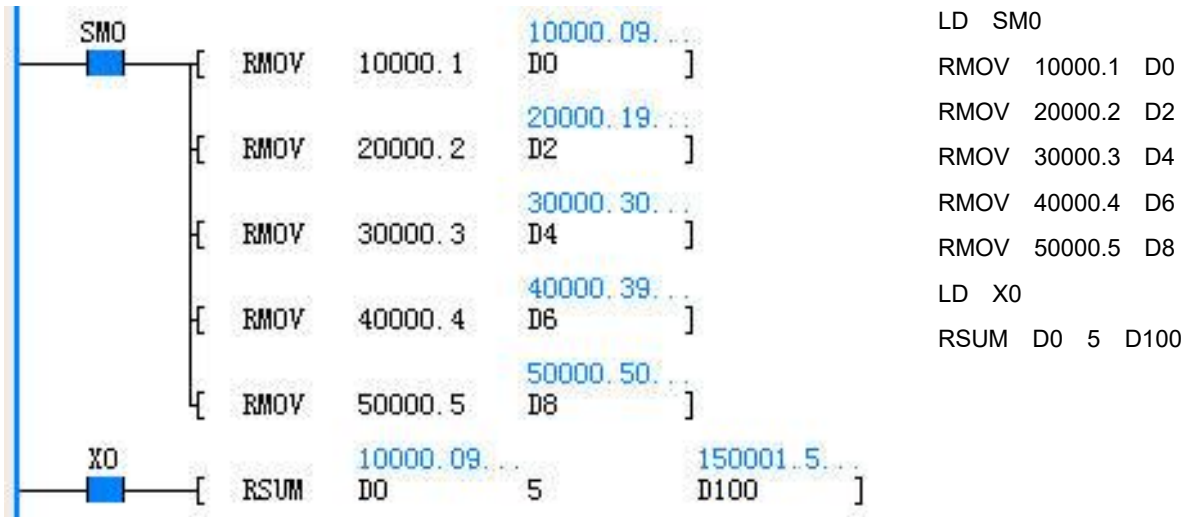 SM0
10000.09...
[ RMOV 10000.1 D0 ]
20000.19...
[ RMOV 20000.2 D2 ]
30000.30...
[ RMOV 30000.3 D4 ]
40000.39...
[ RMOV 40000.4 D6 ]
50000.50...
[ RMOV 50000.5 D8 ]
X0 10000.09... 150001.5...
[ RSUM D0 5 D100 ]
LD SM0
RMOV 10000.1 D0
RMOV 20000.2 D2
RMOV 30000.3 D4
RMOV 40000.4 D6
RMOV 50000.5 D8
LD X0
RSUM D0 5 D100